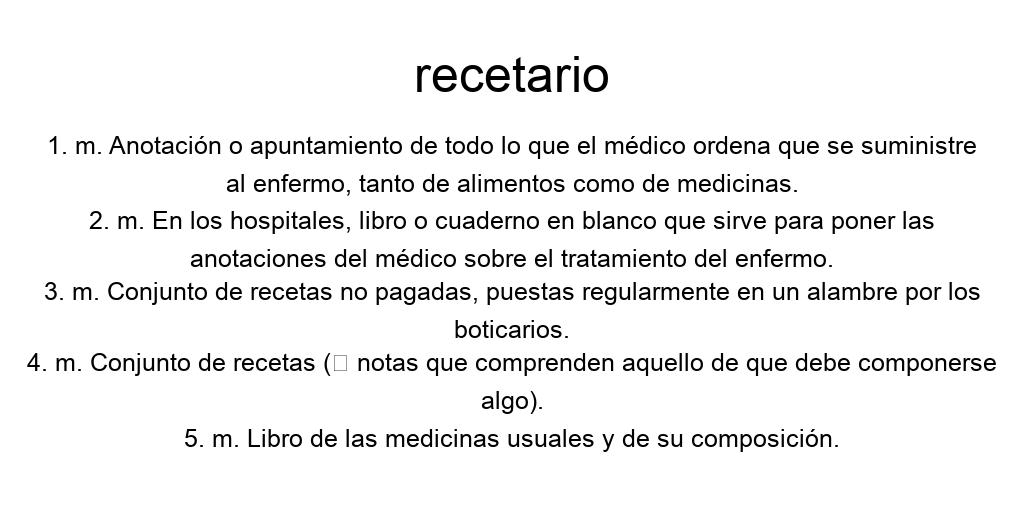 recetario
1. m. Anotación o apuntamiento de todo lo que el médico ordena que se suministre
al enfermo, tanto de alimentos como de medicinas.
2. m. En los hospitales, libro o cuaderno en blanco que sirve para poner las
anotaciones del médico sobre el tratamiento del enfermo.
3. m. Conjunto de recetas no pagadas, puestas regularmente en un alambre por los
boticarios.
4. m. Conjunto de recetas (□ notas que comprenden aquello de que debe componerse
algo).
5. m. Libro de las medicinas usuales y de su composición.